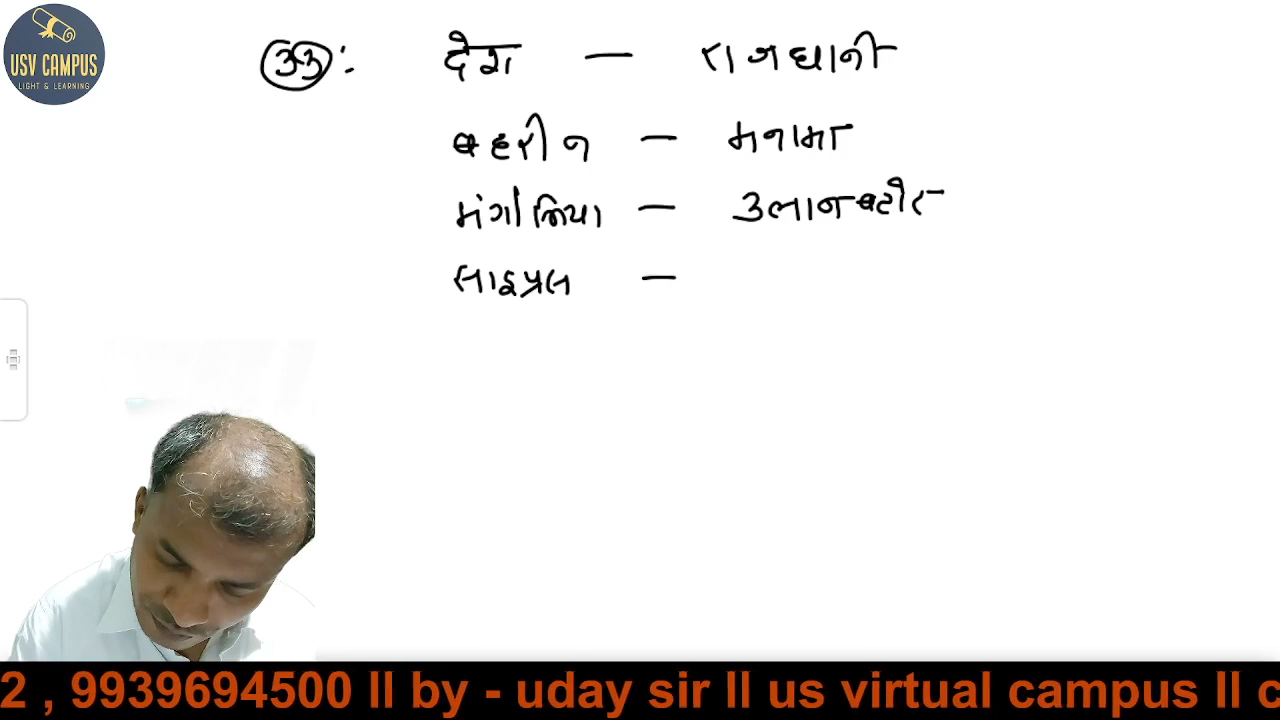 USV CAMPUS
LIGHT & LEARNING
33: देश — राजधानी
बहरीन — मनामा
मंगोलिया — उलानबटोर
साइप्रस —
2 , 9939694500 ll by - uday sir ll us virtual campus ll c